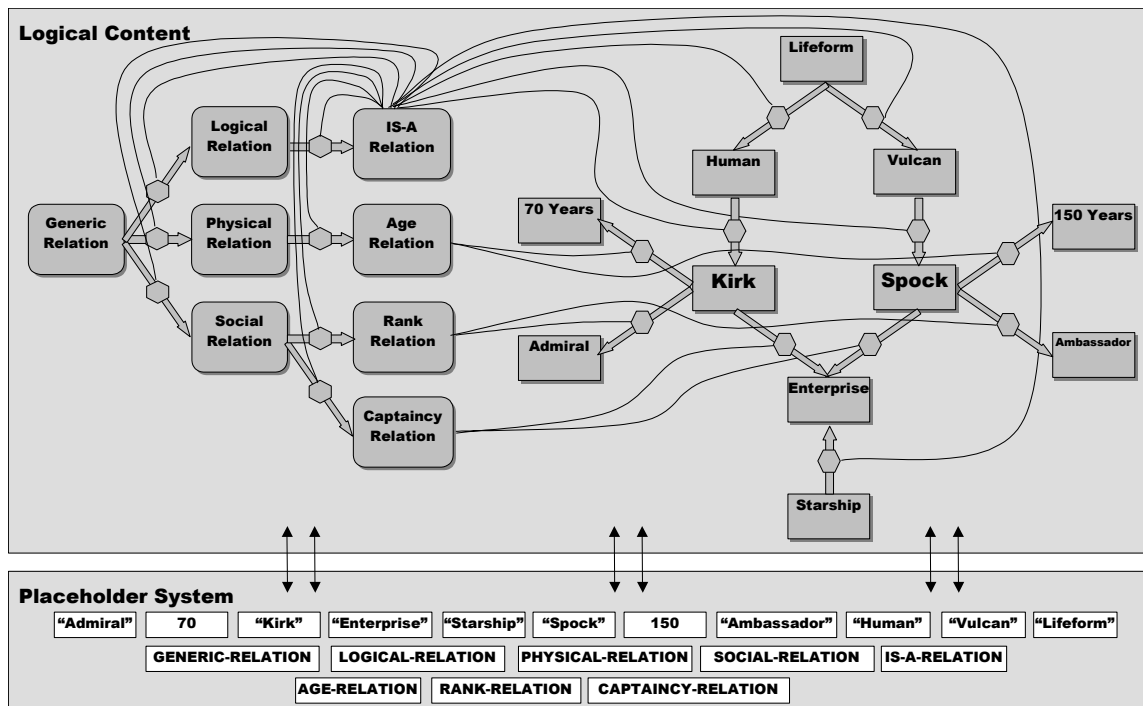 Logical Content
Lifeform
Logical
Relation
IS-A
Relation
Human
Vulcan
Generic
Relation
Physical
Relation
Age
Relation
70 Years
150 Years
Kirk
Spock
Social
Relation
Rank
Relation
Admiral
Ambassador
Enterprise
Captaincy
Relation
Starship
Placeholder System
“Admiral” 70 “Kirk” “Enterprise” “Starship” “Spock” 150 “Ambassador” “Human” “Vulcan” “Lifeform”
GENERIC-RELATION LOGICAL-RELATION PHYSICAL-RELATION SOCIAL-RELATION IS-A-RELATION
AGE-RELATION RANK-RELATION CAPTAINCY-RELATION